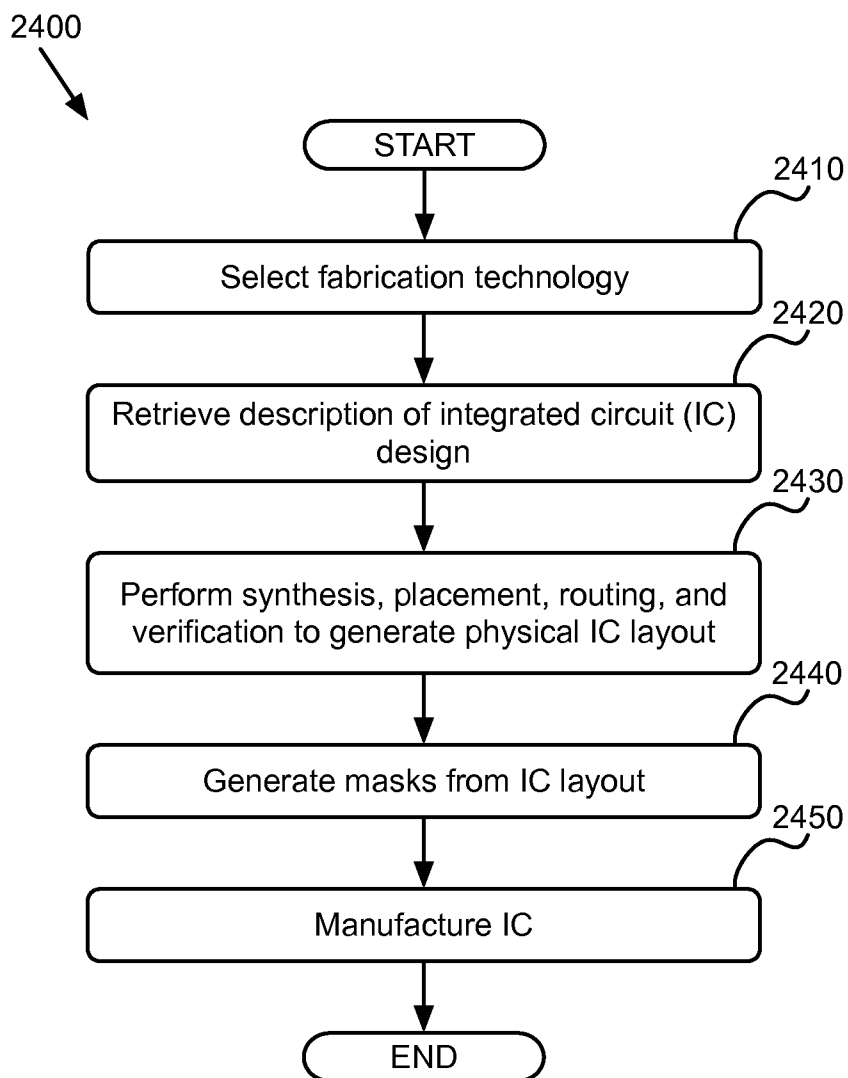 2400
START
2410
Select fabrication technology
2420
Retrieve description of integrated circuit (IC)
design
2430
Perform synthesis, placement, routing, and
verification to generate physical IC layout
2440
Generate masks from IC layout
2450
Manufacture IC
END